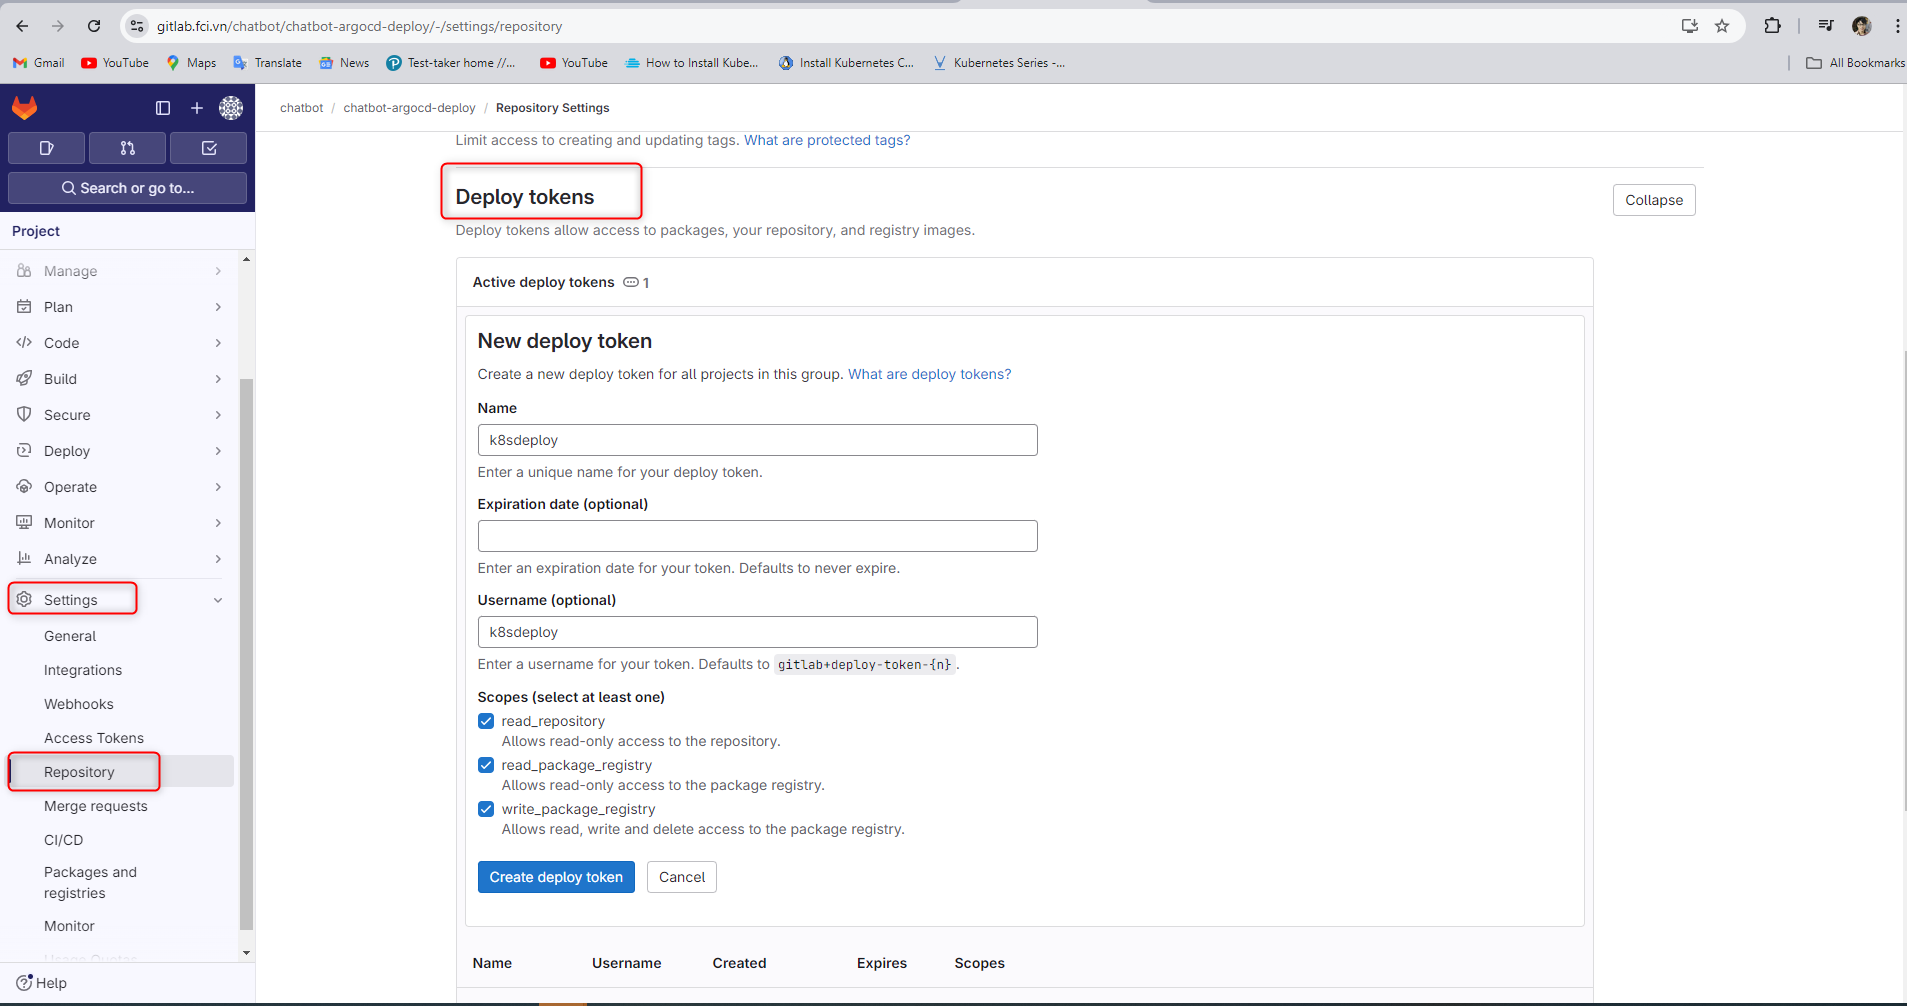 gitlab.fci.vn/chatbot/chatbot-argocd-deploy/-/settings/repository
Gmail YouTube Maps Translate News Test-taker home //... YouTube How to Install Kube... Install Kubernetes C... Kubernetes Series -... All Bookmarks
chatbot / chatbot-argocd-deploy / Repository Settings
Search or go to...
Project
Manage
Plan
Code
Build
Secure
Deploy
Operate
Monitor
Analyze
Settings
General
Integrations
Webhooks
Access Tokens
Repository
Merge requests
CI/CD
Packages and
registries
Monitor
Usage Quotas
Help
Limit access to creating and updating tags. What are protected tags?
Deploy tokens
Collapse
Deploy tokens allow access to packages, your repository, and registry images.
Active deploy tokens 1
New deploy token
Create a new deploy token for all projects in this group. What are deploy tokens?
Name
k8sdeploy
Enter a unique name for your deploy token.
Expiration date (optional)
Enter an expiration date for your token. Defaults to never expire.
Username (optional)
k8sdeploy
Enter a username for your token. Defaults to gitlab+deploy-token-{n}.
Scopes (select at least one)
read_repository
Allows read-only access to the repository.
read_package_registry
Allows read-only access to the package registry.
write_package_registry
Allows read, write and delete access to the package registry.
Create deploy token Cancel
Name Username Created Expires Scopes